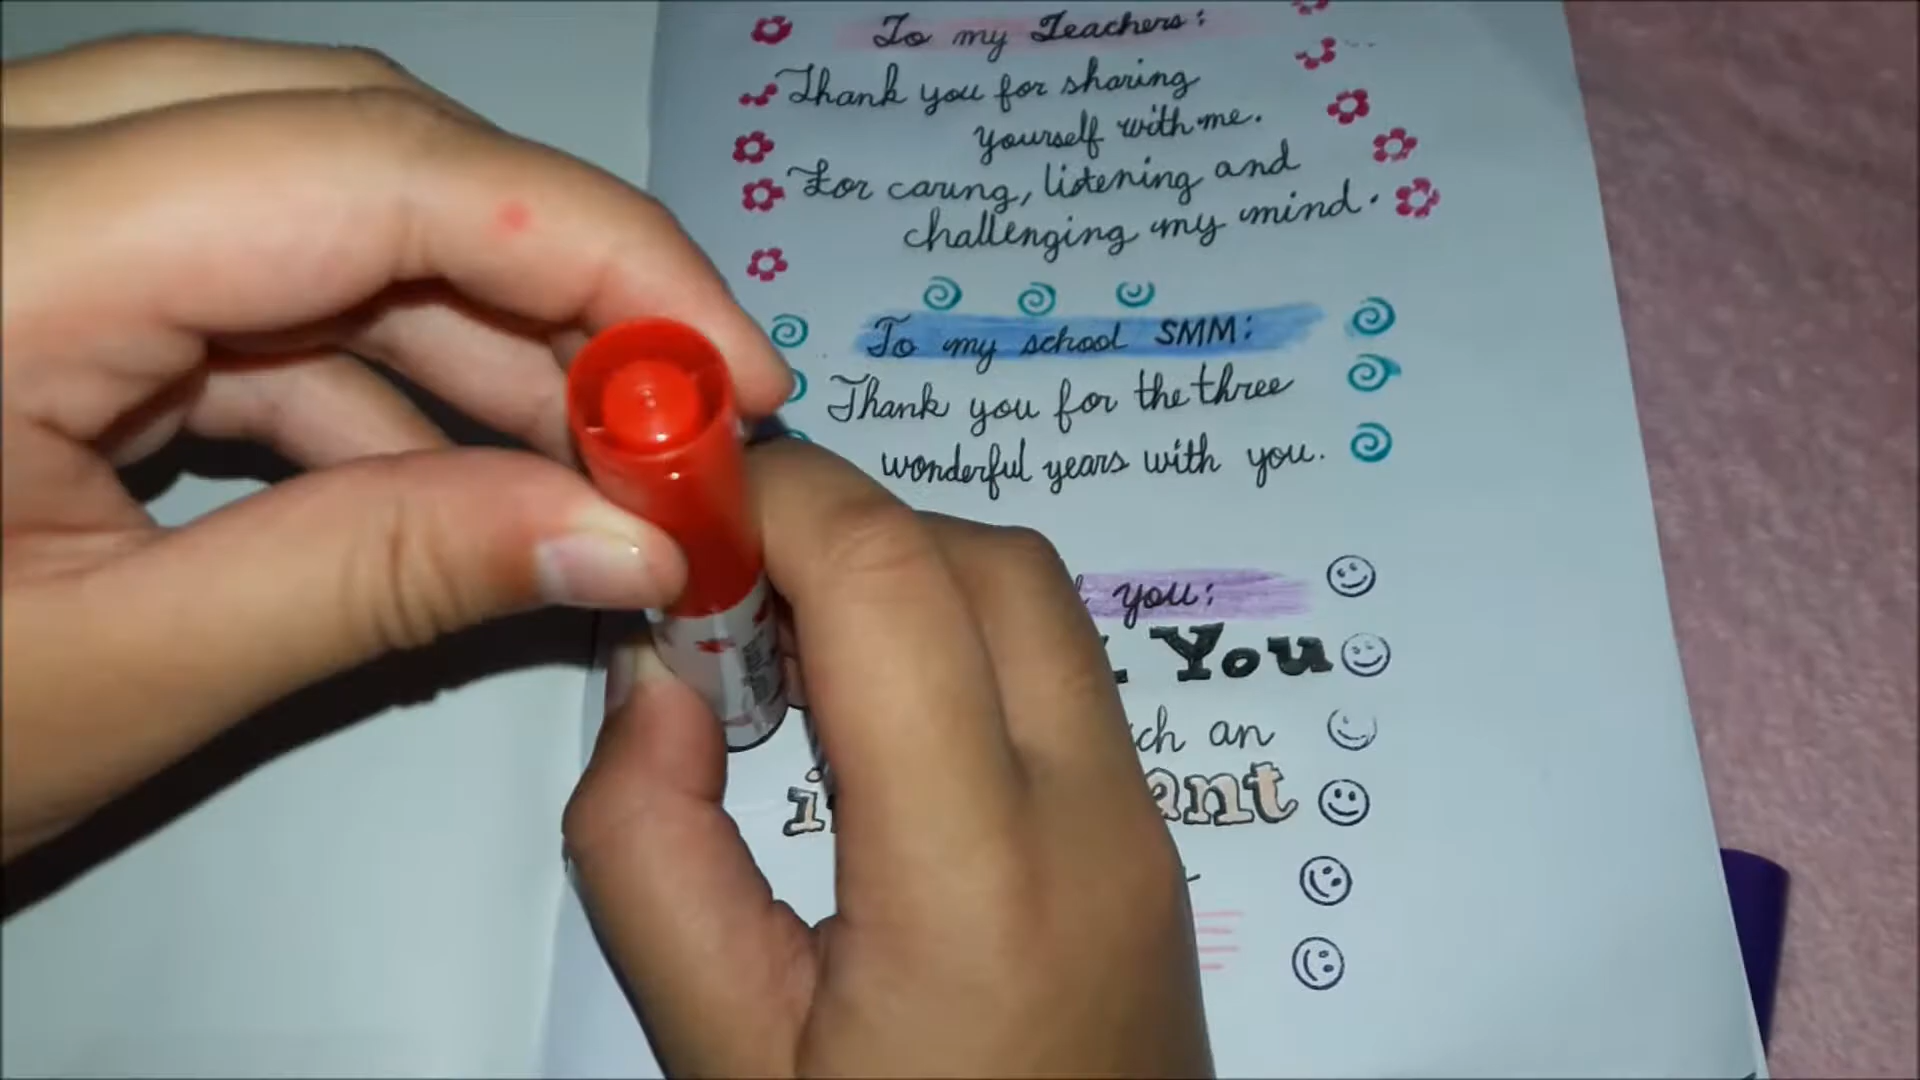 To my Teachers:
Thank you for sharing
yourself with me.
For caring, listening and
challenging my mind.
To my school SMM:
Thank you for the three
wonderful years with you.
you:
You
an